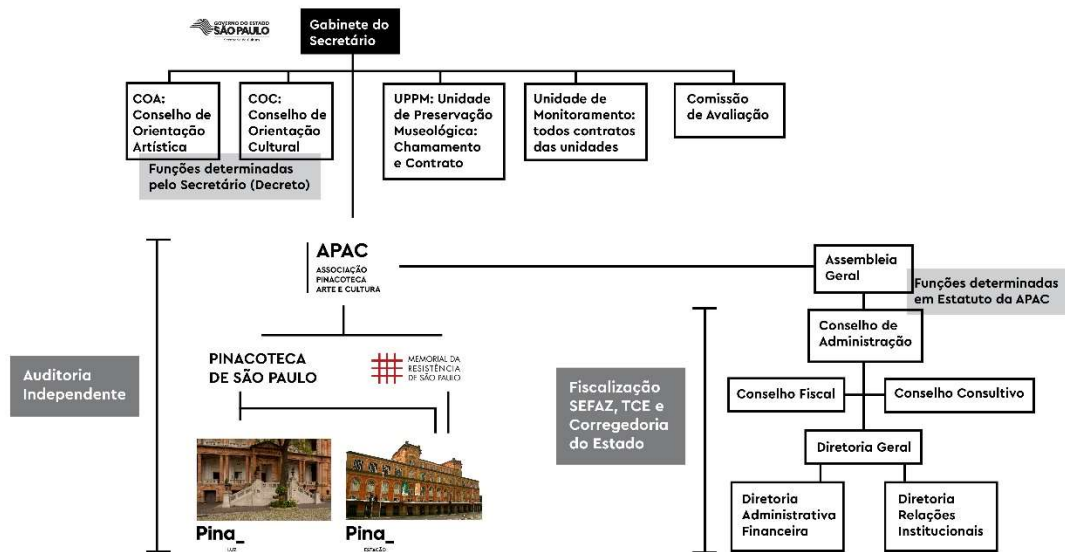 GOVERNO DO ESTADO
SÃO PAULO
Gabinete do
Secretário
COA:
Conselho de
Orientação
Artística
COC:
Conselho de
Orientação
Cultural
UPPM: Unidade
de Preservação
Museológica:
Chamamento
e Contrato
Unidade de
Monitoramento:
todos contratos
das unidades
Comissão
de Avaliação
Funções determinadas
pelo Secretário (Decreto)
APAC
ASSOCIAÇÃO
PINACOTECA
ARTE E CULTURA
Assembleia
Geral
Funções determinadas
em Estatuto da APAC
Conselho de
Administração
PINACOTECA
DE SÃO PAULO
MEMORIAL DA
RESISTÊNCIA
DE SÃO PAULO
Auditoria
Independente
Fiscalização
SEFAZ, TCE e
Corregedoria
do Estado
Conselho Fiscal
Conselho Consultivo
Diretoria Geral
Diretoria
Administrativa
Financeira
Diretoria
Relações
Institucionais
Pina_
LUZ
Pina_
ESTAÇÃO